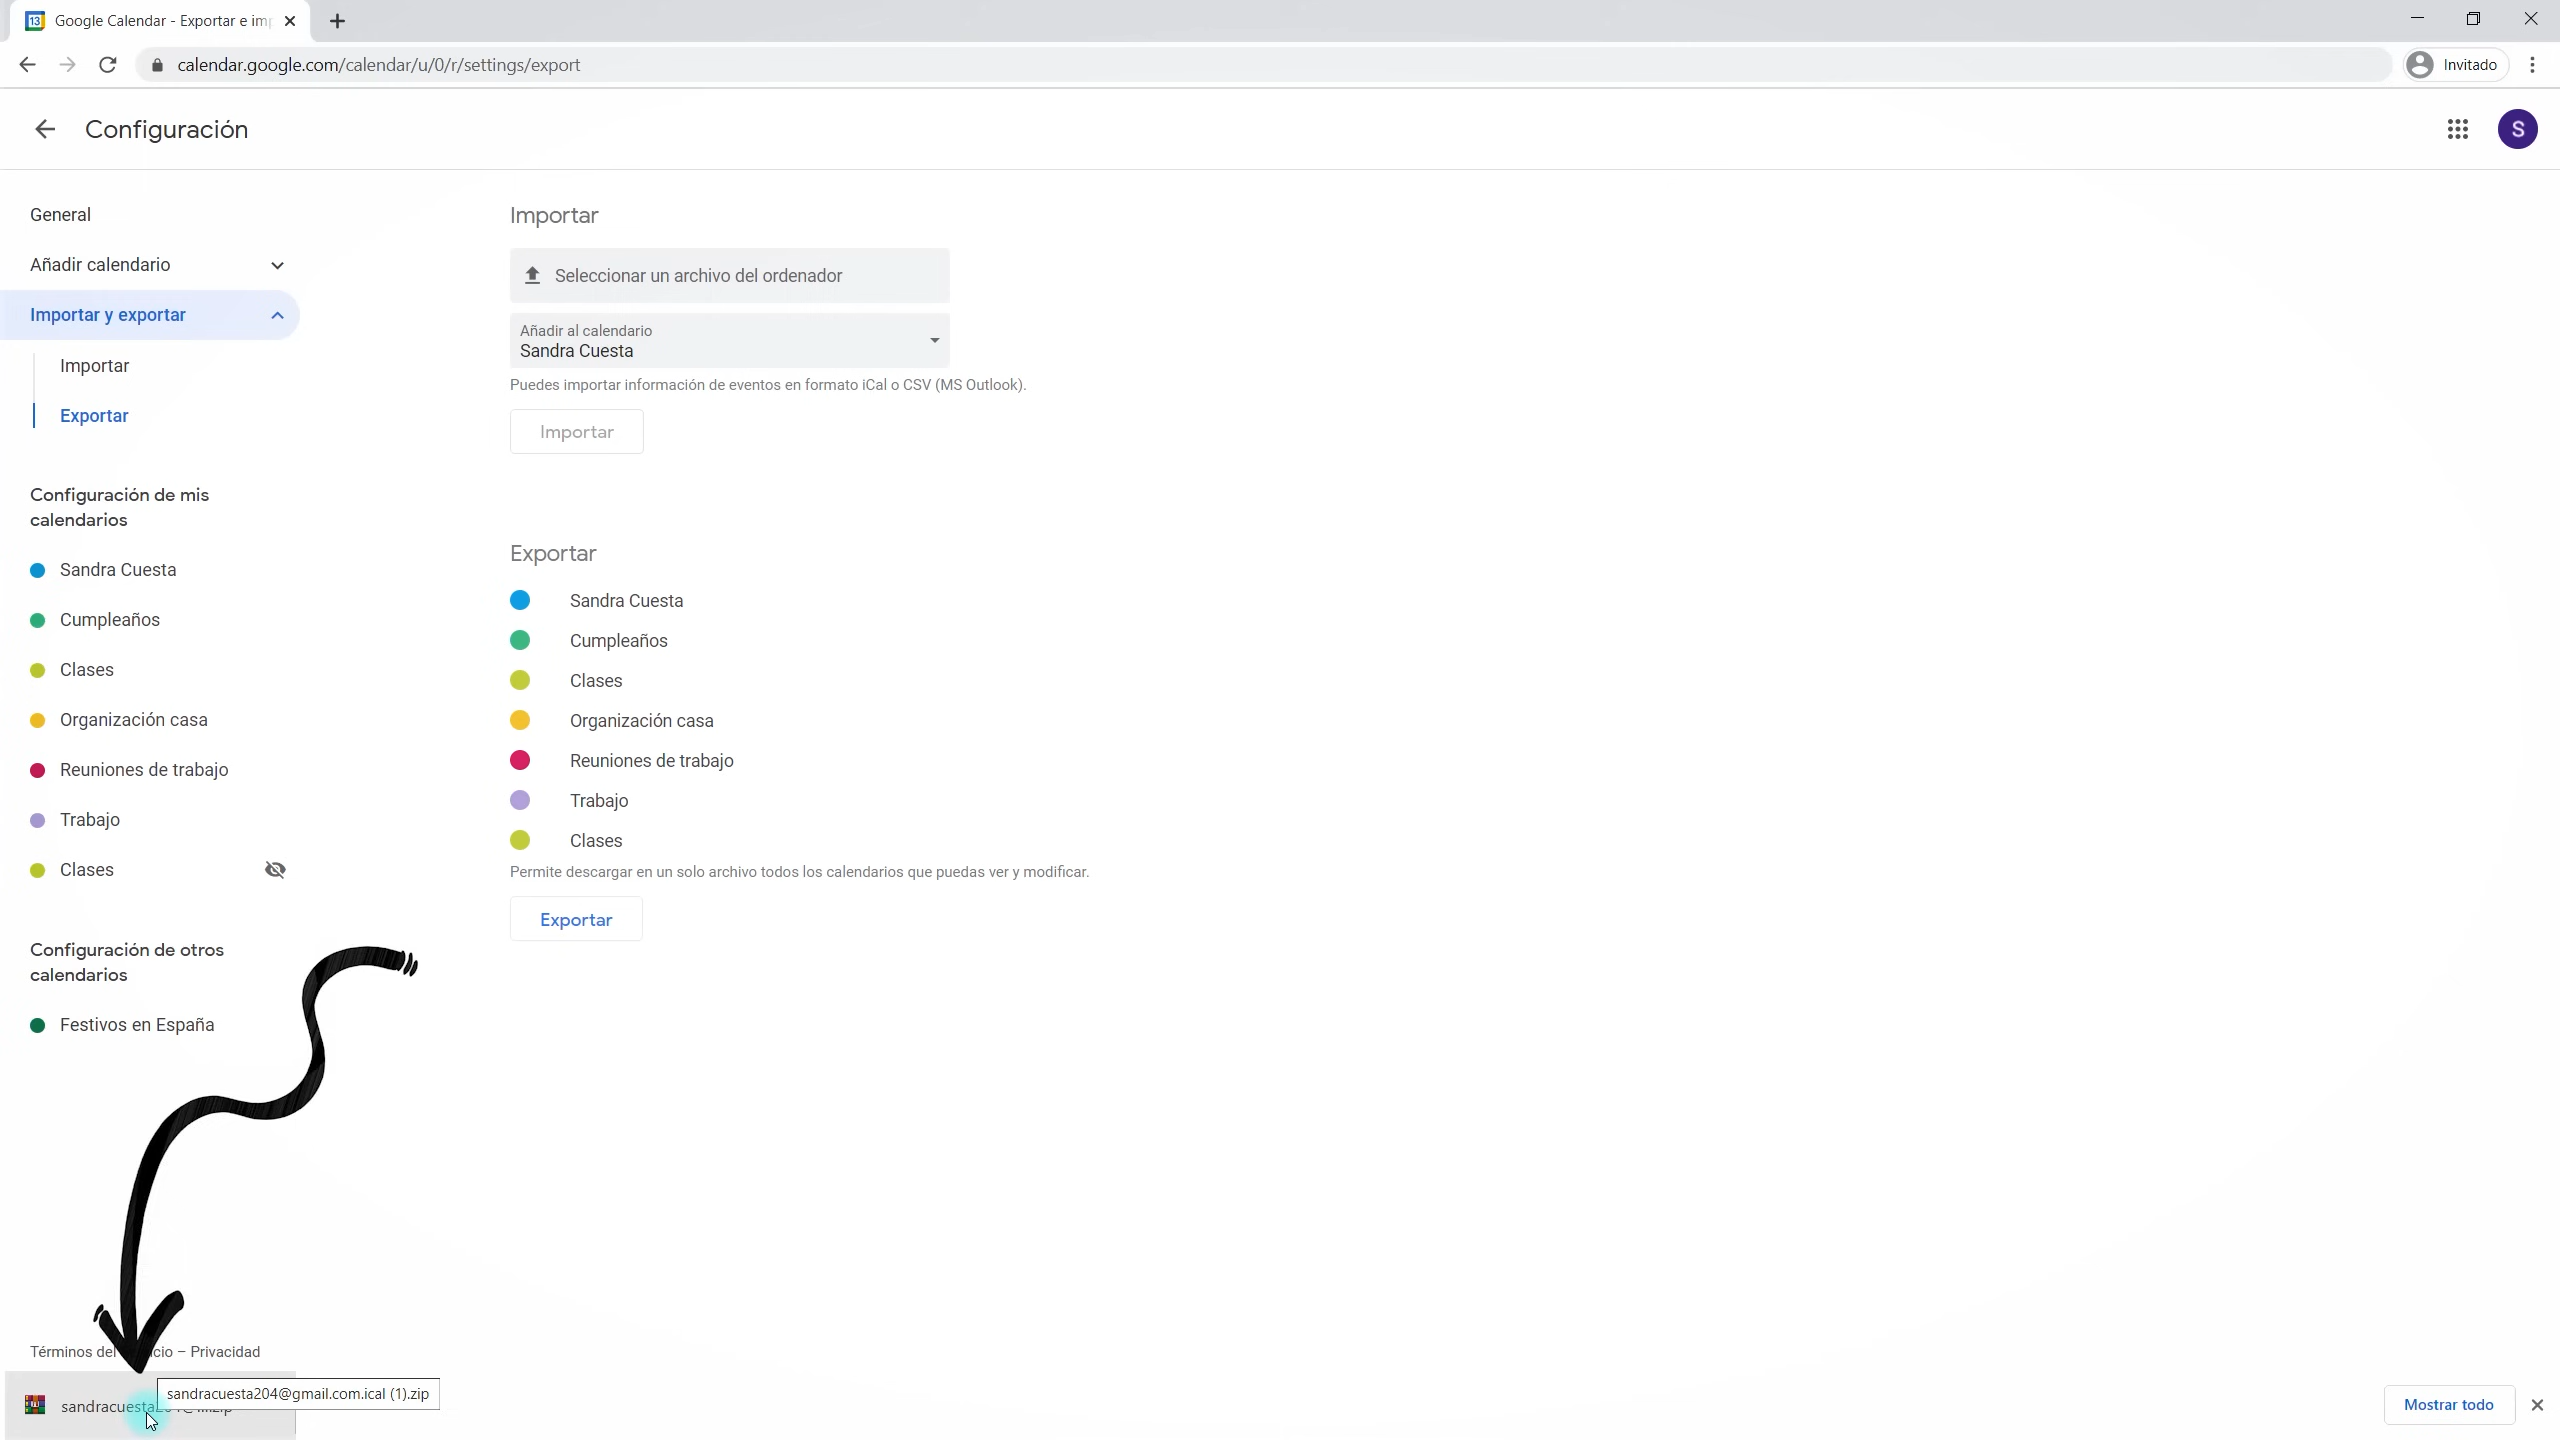 Google Calendar - Exportar e imp
calendar.google.com/calendar/u/0/r/settings/export
Invitado
Configuración
S
General
Añadir calendario
Importar y exportar
Importar
Exportar
Configuración de mis
calendarios
Sandra Cuesta
Cumpleaños
Clases
Organización casa
Reuniones de trabajo
Trabajo
Clases
Configuración de otros
calendarios
Festivos en España
Términos del – Privacidad
Importar
Seleccionar un archivo del ordenador
Añadir al calendario
Sandra Cuesta
Puedes importar información de eventos en formato iCal o CSV (MS Outlook).
Importar
Exportar
Sandra Cuesta
Cumpleaños
Clases
Organización casa
Reuniones de trabajo
Trabajo
Clases
Permite descargar en un solo archivo todos los calendarios que puedas ver y modificar.
Exportar
sandracuesta204@gmail.com.ical (1).zip
Mostrar todo